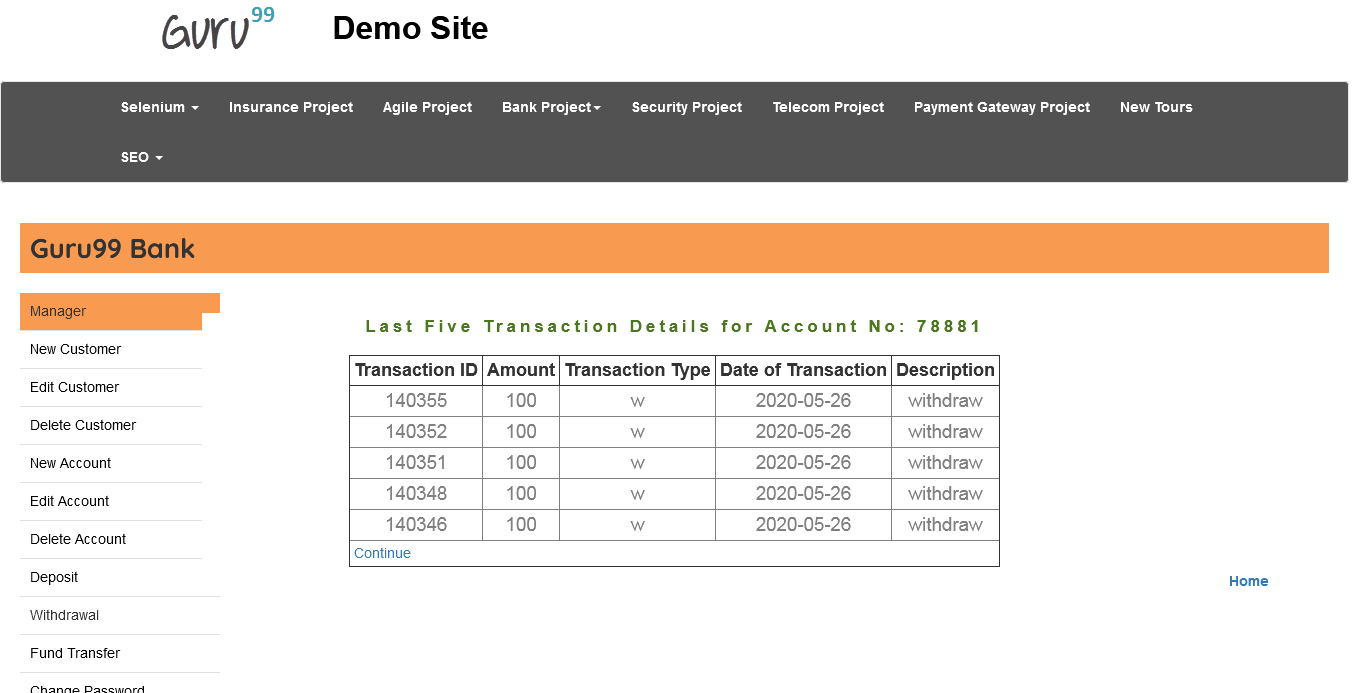 Guru99 Demo Site
Selenium Insurance Project Agile Project Bank Project Security Project Telecom Project Payment Gateway Project New Tours
SEO
Guru99 Bank
Manager
New Customer
Edit Customer
Delete Customer
New Account
Edit Account
Delete Account
Deposit
Withdrawal
Fund Transfer
Change Password
Last Five Transaction Details for Account No: 78881
Transaction ID Amount Transaction Type Date of Transaction Description
140355 100 w 2020-05-26 withdraw
140352 100 w 2020-05-26 withdraw
140351 100 w 2020-05-26 withdraw
140348 100 w 2020-05-26 withdraw
140346 100 w 2020-05-26 withdraw
Continue
Home